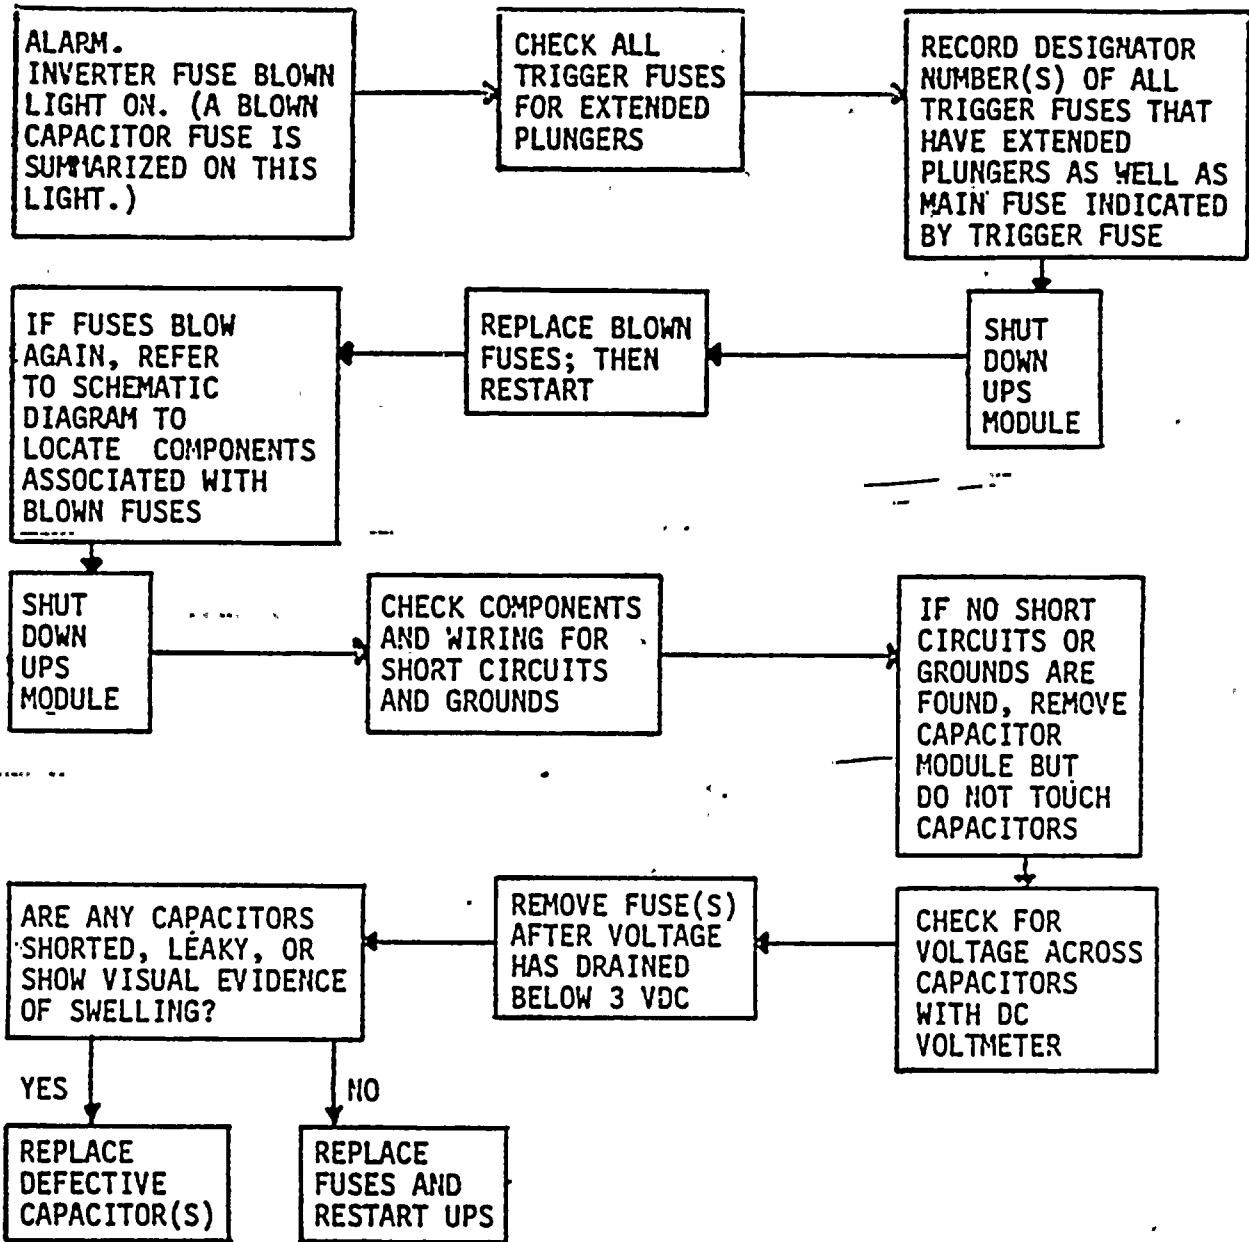 ALARM.
INVERTER FUSE BLOWN
LIGHT ON. (A BLOWN
CAPACITOR FUSE IS
SUMMARIZED ON THIS
LIGHT.)
CHECK ALL
TRIGGER FUSES
FOR EXTENDED
PLUNGERS
RECORD DESIGNATOR
NUMBER(S) OF ALL
TRIGGER FUSES THAT
HAVE EXTENDED
PLUNGERS AS WELL AS
MAIN FUSE INDICATED
BY TRIGGER FUSE
SHUT
DOWN
UPS
MODULE
REPLACE BLOWN
FUSES; THEN
RESTART
IF FUSES BLOW
AGAIN, REFER
TO SCHEMATIC
DIAGRAM TO
LOCATE COMPONENTS
ASSOCIATED WITH
BLOWN FUSES
SHUT
DOWN
UPS
MODULE
CHECK COMPONENTS
AND WIRING FOR
SHORT CIRCUITS
AND GROUNDS
IF NO SHORT
CIRCUITS OR
GROUNDS ARE
FOUND, REMOVE
CAPACITOR
MODULE BUT
DO NOT TOUCH
CAPACITORS
CHECK FOR
VOLTAGE ACROSS
CAPACITORS
WITH DC
VOLTMETER
REMOVE FUSE(S)
AFTER VOLTAGE
HAS DRAINED
BELOW 3 VDC
ARE ANY CAPACITORS
SHORTED, LEAKY, OR
SHOW VISUAL EVIDENCE
OF SWELLING?
YES
NO
REPLACE
DEFECTIVE
CAPACITOR(S)
REPLACE
FUSES AND
RESTART UPS